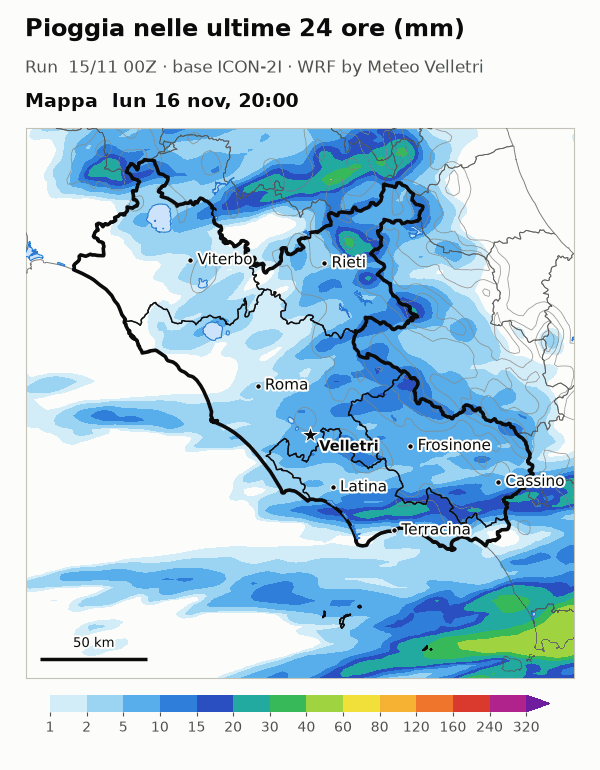 Pioggia nelle ultime 24 ore (mm)
Run  15/11 00Z · base ICON-2I · WRF by Meteo Velletri
Mappa  lun 16 nov, 20:00
Viterbo
Rieti
Roma
Velletri
Frosinone
Cassino
Latina
Terracina
50 km
1 2 5 10 15 20 30 40 60 80 120 160 240 320